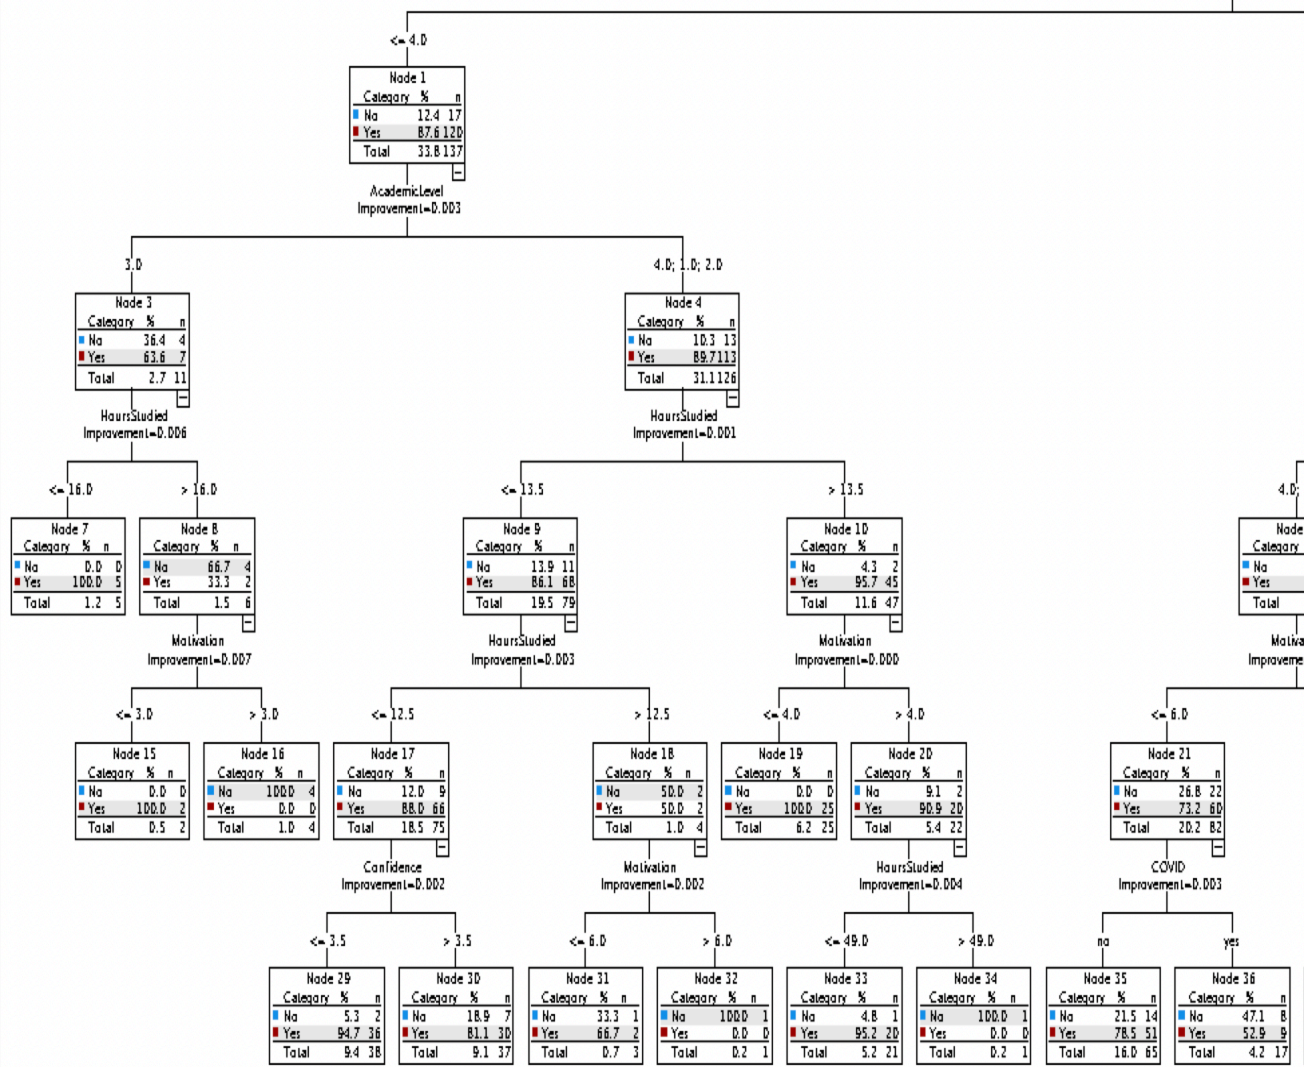 <= 4.0
Node 1
Category % n
No 12.4 17
Yes 87.6 120
Total 33.8 137
AcademicLevel
Improvement=0.003
3.0
4.0; 1.0; 2.0
Node 3
Category % n
No 36.4 4
Yes 63.6 7
Total 2.7 11
HoursStudied
Improvement=0.006
Node 4
Category % n
No 10.3 13
Yes 89.7 113
Total 31.1 126
HoursStudied
Improvement=0.001
<= 16.0
> 16.0
<= 13.5
> 13.5
4.0;
Node 7
Category % n
No 0.0 0
Yes 100.0 5
Total 1.2 5
Node 8
Category % n
No 66.7 4
Yes 33.3 2
Total 1.5 6
Motivation
Improvement=0.007
Node 9
Category % n
No 13.9 11
Yes 86.1 68
Total 19.5 79
HoursStudied
Improvement=0.003
Node 10
Category % n
No 4.3 2
Yes 95.7 45
Total 11.6 47
Motivation
Improvement=0.000
Node
Category
No
Yes
Total
Motiva
Improveme
<= 3.0
> 3.0
<= 12.5
> 12.5
<= 4.0
> 4.0
<= 6.0
Node 15
Category % n
No 0.0 0
Yes 100.0 2
Total 0.5 2
Node 16
Category % n
No 100.0 4
Yes 0.0 0
Total 1.0 4
Node 17
Category % n
No 12.0 9
Yes 88.0 66
Total 18.5 75
Confidence
Improvement=0.002
Node 18
Category % n
No 50.0 2
Yes 50.0 2
Total 1.0 4
Motivation
Improvement=0.002
Node 19
Category % n
No 0.0 0
Yes 100.0 25
Total 6.2 25
Node 20
Category % n
No 9.1 2
Yes 90.9 20
Total 5.4 22
HoursStudied
Improvement=0.004
Node 21
Category % n
No 26.8 22
Yes 73.2 60
Total 20.2 82
COVID
Improvement=0.003
<= 3.5
> 3.5
<= 6.0
> 6.0
<= 49.0
> 49.0
no
yes
Node 29
Category % n
No 5.3 2
Yes 94.7 36
Total 9.4 38
Node 30
Category % n
No 18.9 7
Yes 81.1 30
Total 9.1 37
Node 31
Category % n
No 33.3 1
Yes 66.7 2
Total 0.7 3
Node 32
Category % n
No 100.0 1
Yes 0.0 0
Total 0.2 1
Node 33
Category % n
No 4.8 1
Yes 95.2 20
Total 5.2 21
Node 34
Category % n
No 100.0 1
Yes 0.0 0
Total 0.2 1
Node 35
Category % n
No 21.5 14
Yes 78.5 51
Total 16.0 65
Node 36
Category % n
No 47.1 8
Yes 52.9 9
Total 4.2 17